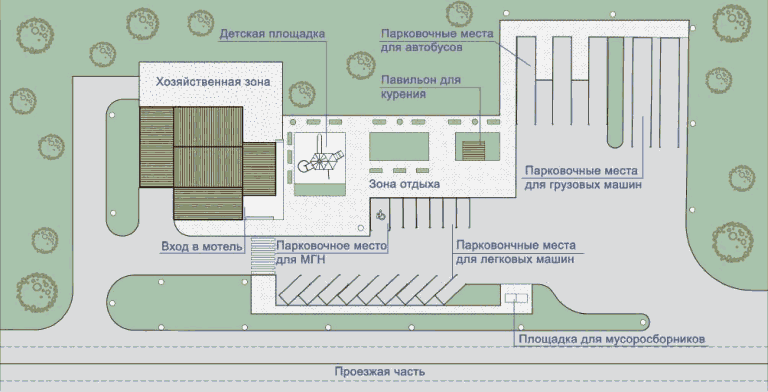 Детская площадка
Парковочные места
для автобусов
Хозяйственная зона
Павильон для
курения
Парковочные места
для грузовых машин
Зона отдыха
Вход в мотель
Парковочное место
для МГН
Парковончные места
для легковых машин
Площадка для мусоросборников
Проезжая часть